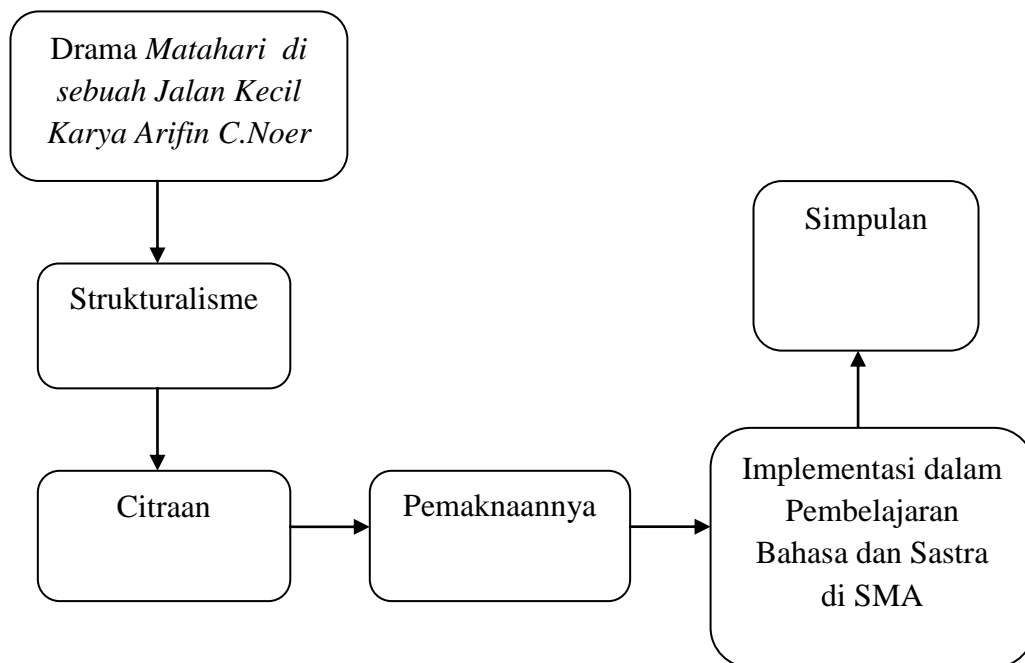 Drama Matahari di
sebuah Jalan Kecil
Karya Arifin C.Noer
Strukturalisme
Citraan
Pemaknaannya
Implementasi dalam
Pembelajaran
Bahasa dan Sastra
di SMA
Simpulan